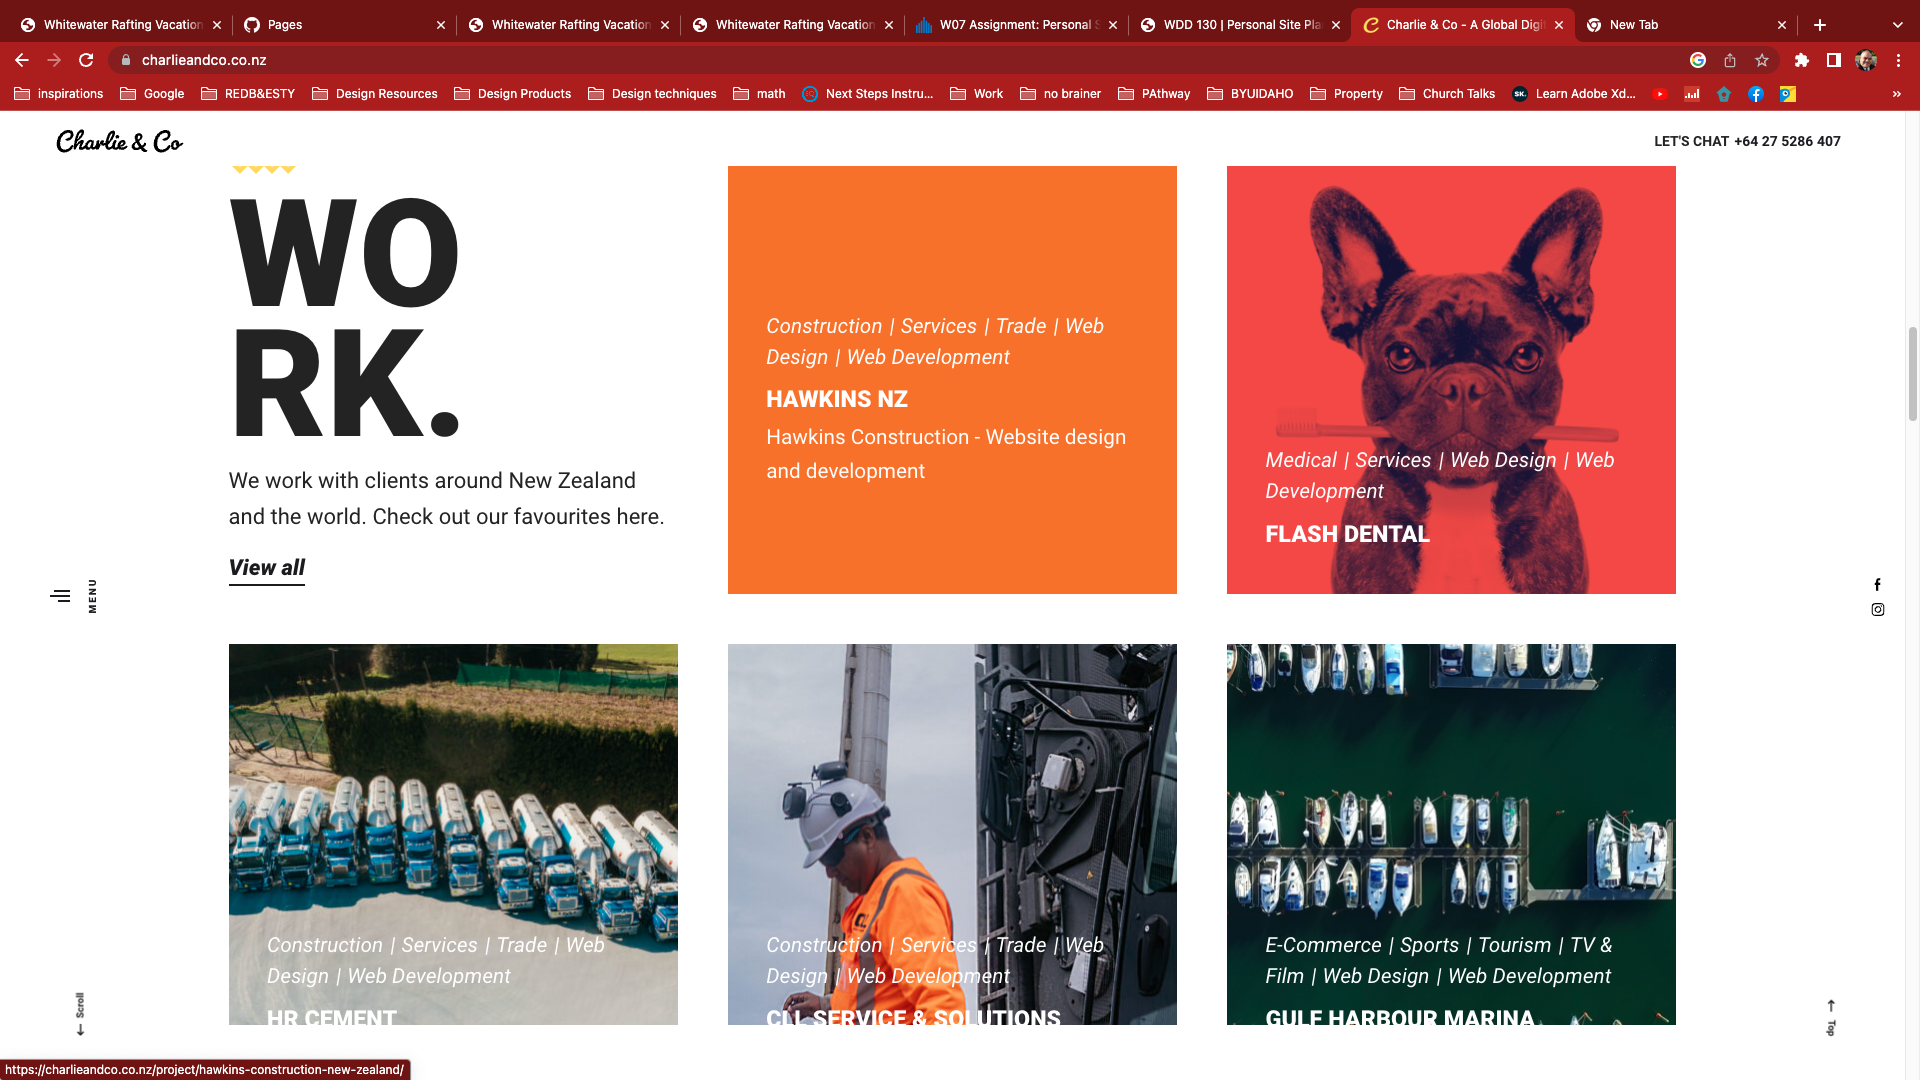 Whitewater Rafting Vacation
Pages
Whitewater Rafting Vacation
Whitewater Rafting Vacation
W07 Assignment: Personal S
WDD 130 | Personal Site Pla
Charlie & Co - A Global Digi
New Tab
charlieandco.co.nz
inspirations
Google
REDB&ESTY
Design Resources
Design Products
Design techniques
math
Next Steps Instru...
Work
no brainer
PAthway
BYUIDAHO
Property
Church Talks
SK.
Learn Adobe Xd...
Charlie & Co
LET'S CHAT +64 27 5286 407
WO
RK.
We work with clients around New Zealand
and the world. Check out our favourites here.
View all
Construction | Services | Trade | Web
Design | Web Development
HAWKINS NZ
Hawkins Construction - Website design
and development
Medical | Services | Web Design | Web
Development
FLASH DENTAL
MENU
Construction | Services | Trade | Web
Design | Web Development
HR CEMENT
Construction | Services | Trade | Web
Design | Web Development
CLL SERVICE & SOLUTIONS
E-Commerce | Sports | Tourism | TV &
Film | Web Design | Web Development
GULF HARBOUR MARINA
Scroll
Top
https://charlieandco.co.nz/project/hawkins-construction-new-zealand/